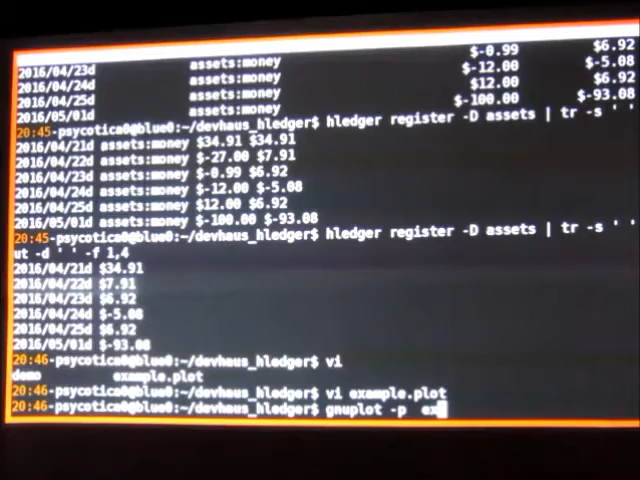 $-0.99 $6.92
2016/04/23d assets:money $-12.00 $-5.08
2016/04/24d assets:money $12.00 $6.92
2016/04/25d assets:money $-100.00 $-93.08
2016/05/01d assets:money
20:45-psycotica0@blue0:~/devhaus_hledger$ hledger register -D assets | tr -s ' '
2016/04/21d assets:money $34.91 $34.91
2016/04/22d assets:money $-27.00 $7.91
2016/04/23d assets:money $-0.99 $6.92
2016/04/24d assets:money $-12.00 $-5.08
2016/04/25d assets:money $12.00 $6.92
2016/05/01d assets:money $-100.00 $-93.08
20:45-psycotica0@blue0:~/devhaus_hledger$ hledger register -D assets | tr -s ' '
ut -d ' ' -f 1,4
2016/04/21d $34.91
2016/04/22d $7.91
2016/04/23d $6.92
2016/04/24d $-5.08
2016/04/25d $6.92
2016/05/01d $-93.08
20:46-psycotica0@blue0:~/devhaus_hledger$ vi
demo example.plot
20:46-psycotica0@blue0:~/devhaus_hledger$ vi example.plot
20:46-psycotica0@blue0:~/devhaus_hledger$ gnuplot -p ex